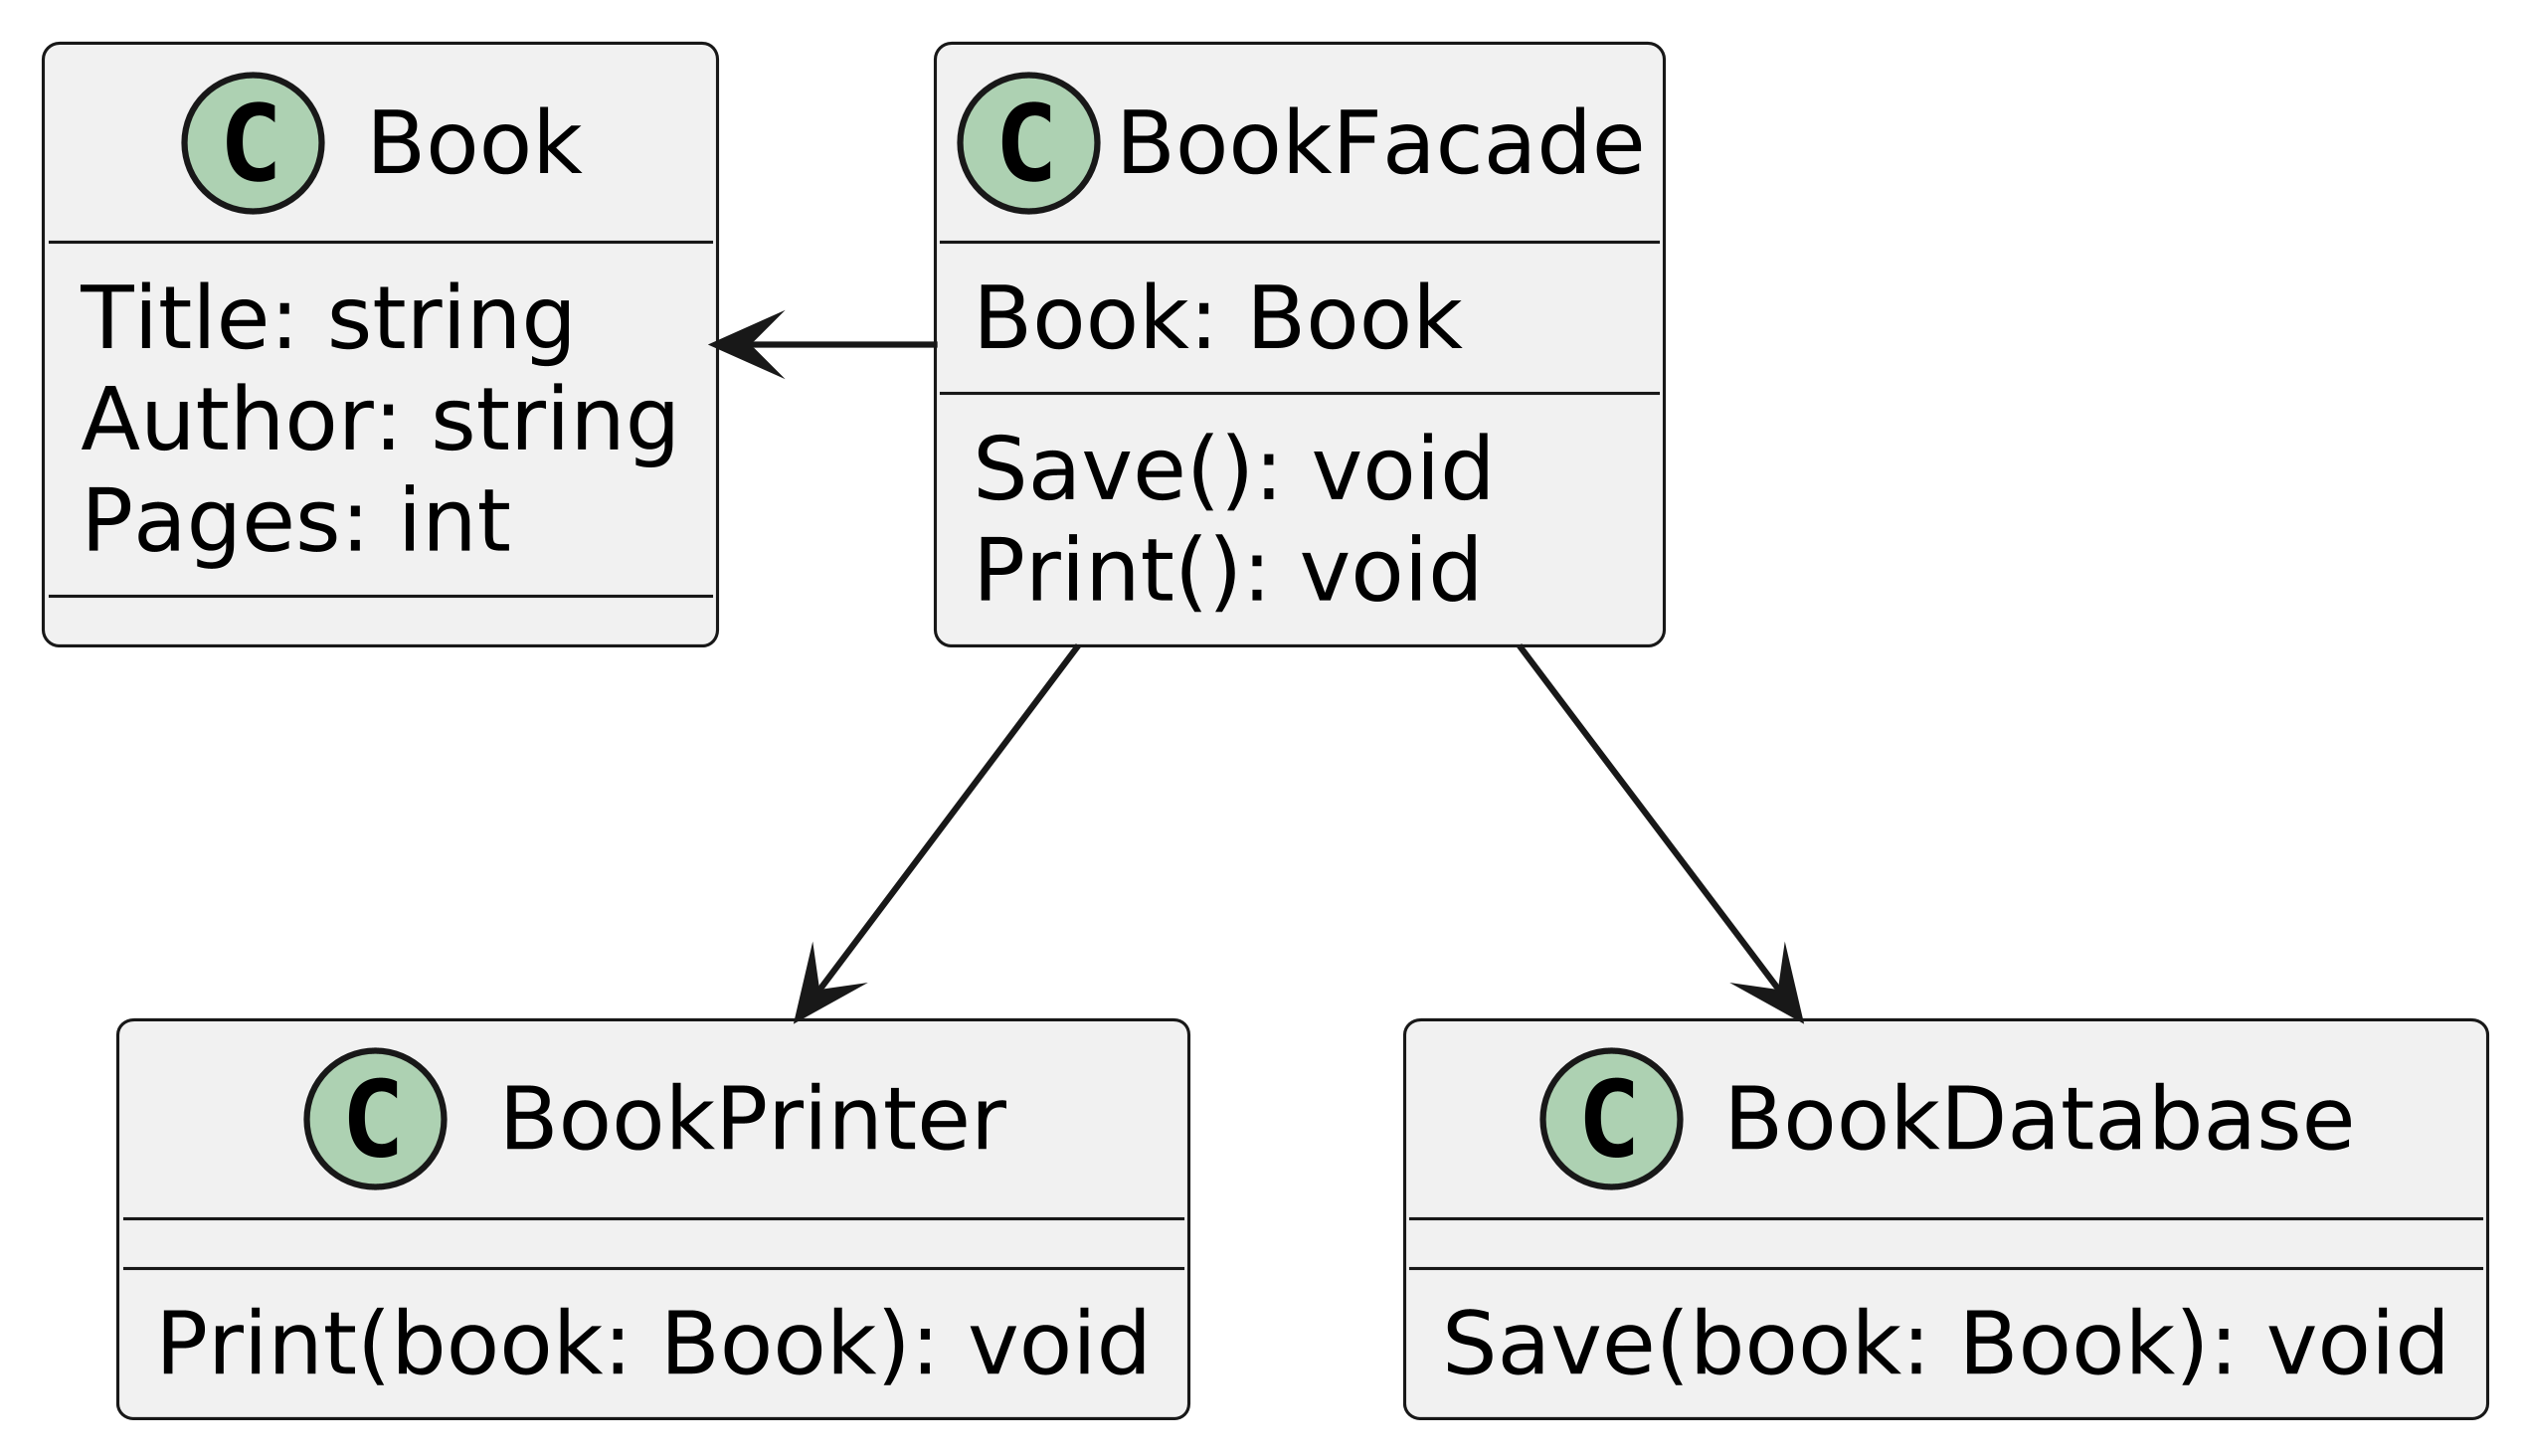 C Book
Title: string
Author: string
Pages: int
C BookFacade
Book: Book
Save(): void
Print(): void
C BookPrinter
Print(book: Book): void
C BookDatabase
Save(book: Book): void